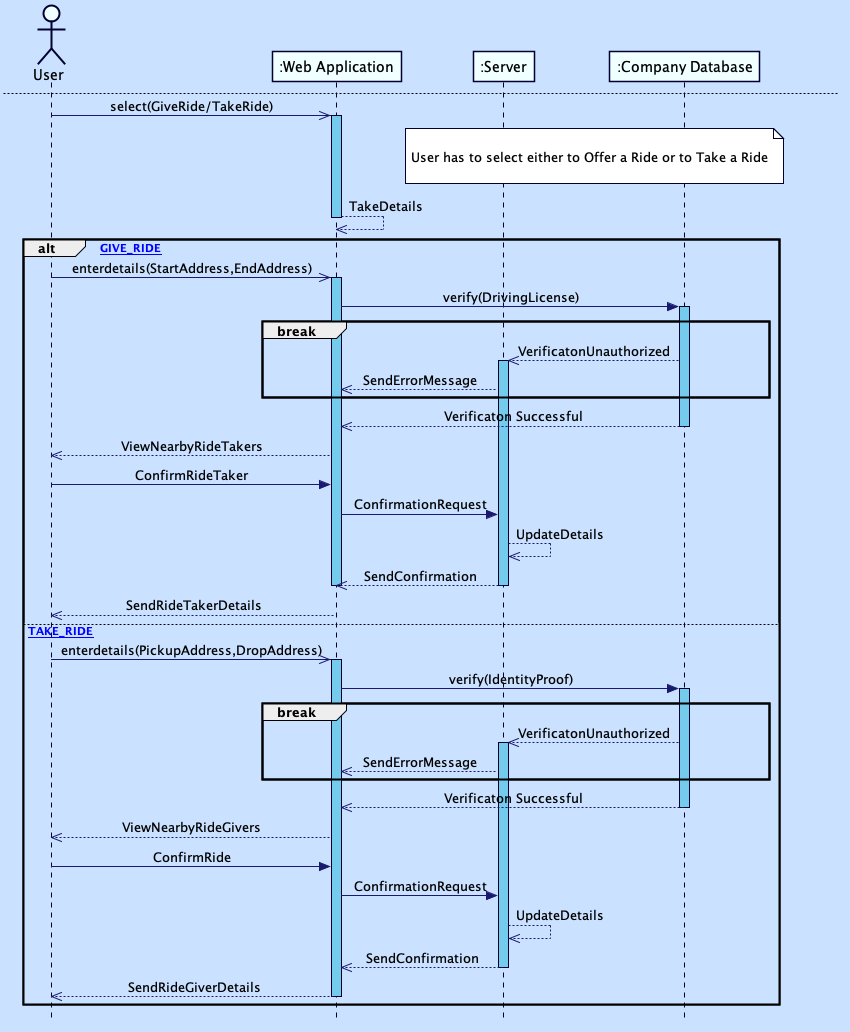 User
:Web Application
:Server
:Company Database
select(GiveRide/TakeRide)
User has to select either to Offer a Ride or to Take a Ride
TakeDetails
alt
GIVE_RIDE
enterdetails(StartAddress,EndAddress)
verify(DrivingLicense)
break
VerificatonUnauthorized
SendErrorMessage
Verificaton Successful
ViewNearbyRideTakers
ConfirmRideTaker
ConfirmationRequest
UpdateDetails
SendConfirmation
SendRideTakerDetails
TAKE_RIDE
enterdetails(PickupAddress,DropAddress)
verify(IdentityProof)
break
VerificatonUnauthorized
SendErrorMessage
Verificaton Successful
ViewNearbyRideGivers
ConfirmRide
ConfirmationRequest
UpdateDetails
SendConfirmation
SendRideGiverDetails